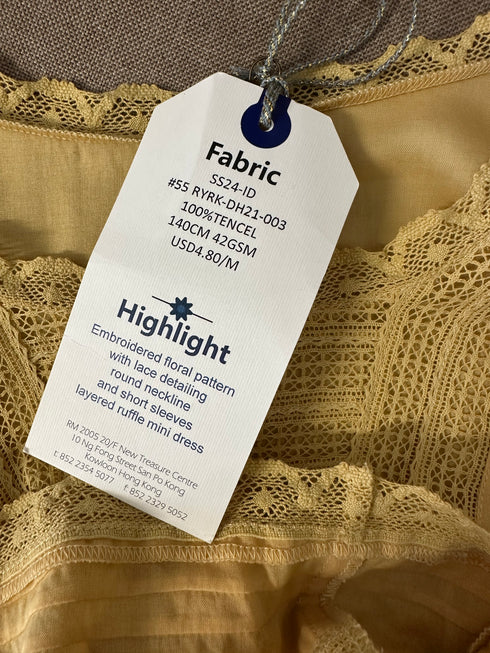 Fabric
SS24-ID
#55 RYRK-DH21-003
100%TENCEL
140CM 42GSM
USD4.80/M
Highlight
Embroidered floral pattern
with lace detailing
round neckline
and short sleeves
layered ruffle mini dress
RM 2005 20/F New Treasure Centre
10 Ng Fong Street San Po Kong
Kowloon Hong Kong
t: 852 2354 5077 f: 852 2329 5052